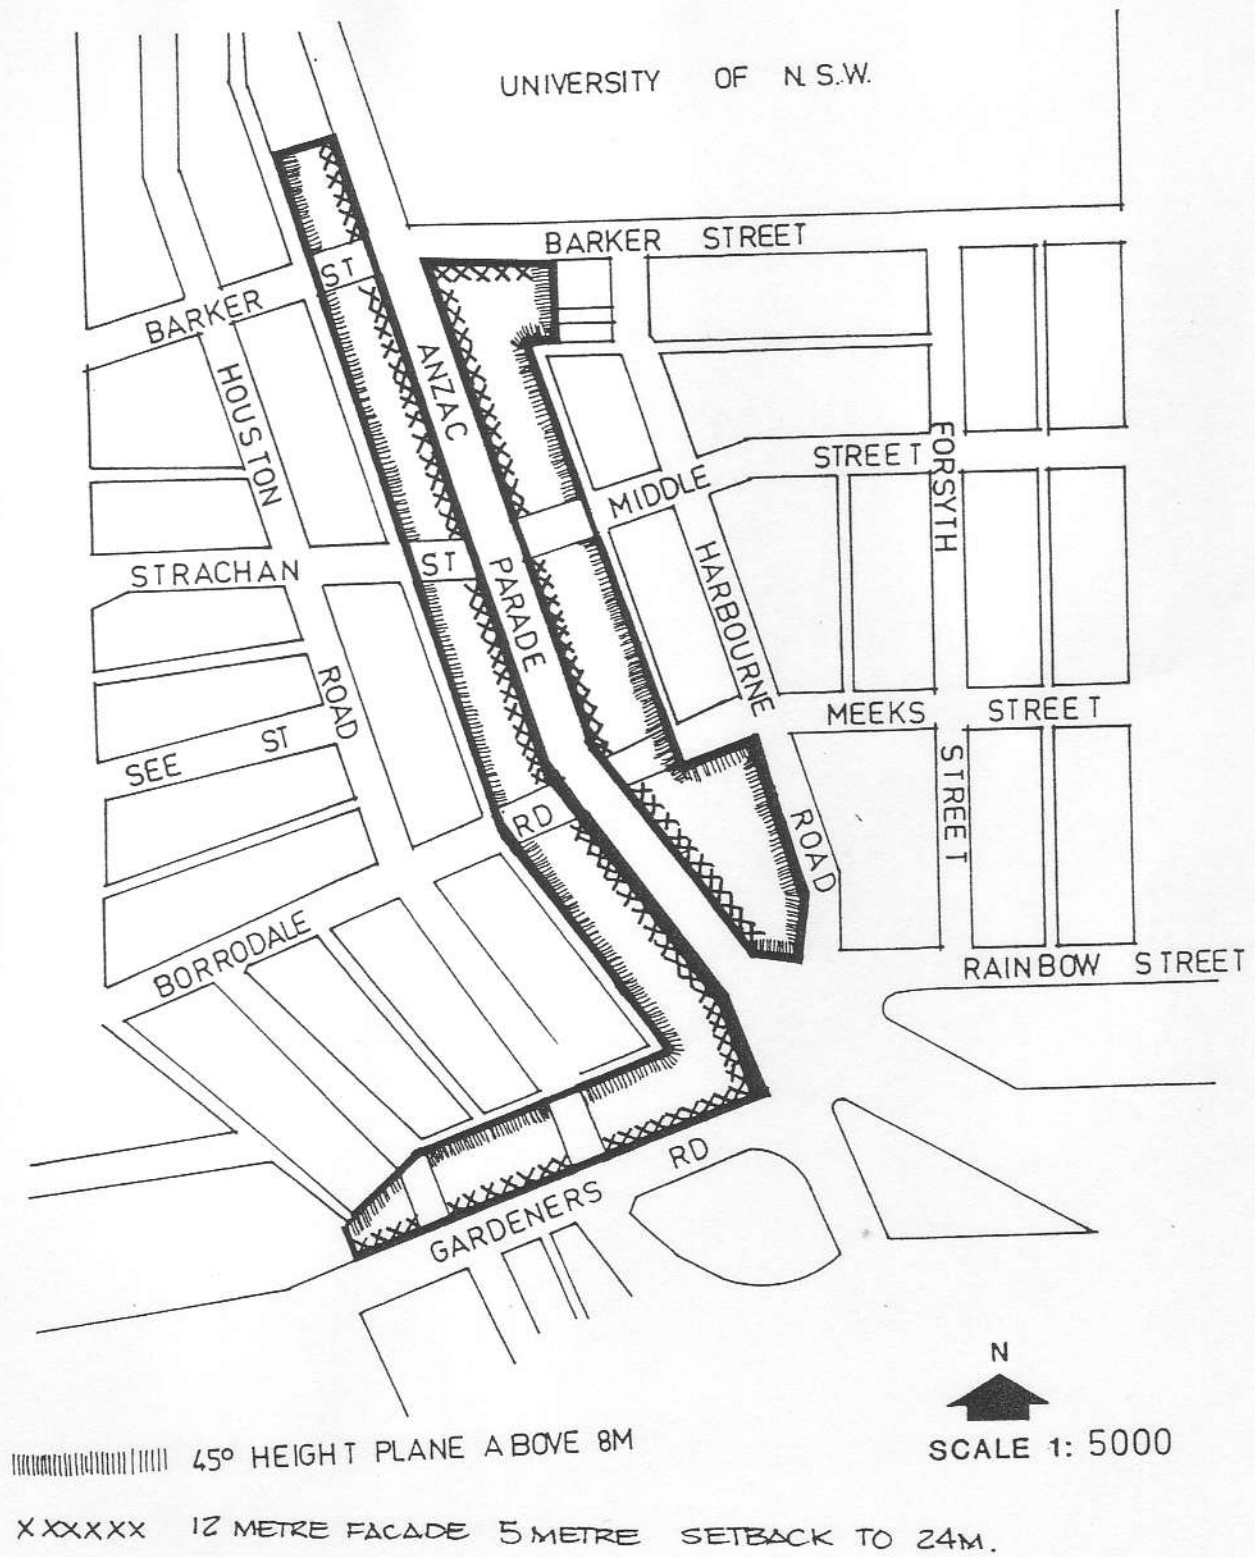 UNIVERSITY OF N.S.W.
BARKER STREET
BARKER ST
HOUSTON ROAD
ANZAC PARADE
MIDDLE STREET
FORSYTH STREET
HARBOURNE ROAD
STRACHAN ST
MEEKS STREET
SEE ST
BORRODALE RD
RAINBOW STREET
GARDENERS RD
N
SCALE 1: 5000
45° HEIGHT PLANE ABOVE 8M
XXXXXX 12 METRE FACADE 5 METRE SETBACK TO 24M.